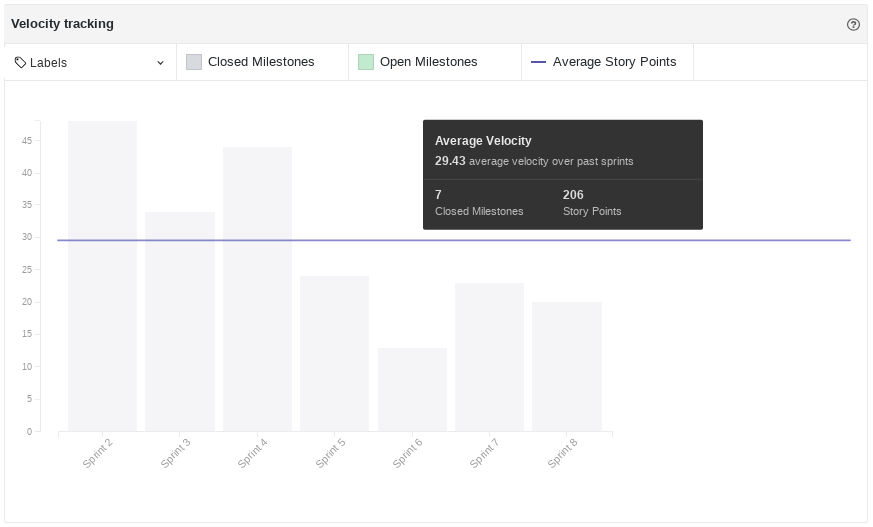 Velocity tracking
Labels
Closed Milestones
Open Milestones
Average Story Points
Average Velocity
29.43 average velocity over past sprints
7
206
Closed Milestones
Story Points
45
40
35
30
25
20
15
10
5
0
Sprint 2
Sprint 3
Sprint 4
Sprint 5
Sprint 6
Sprint 7
Sprint 8